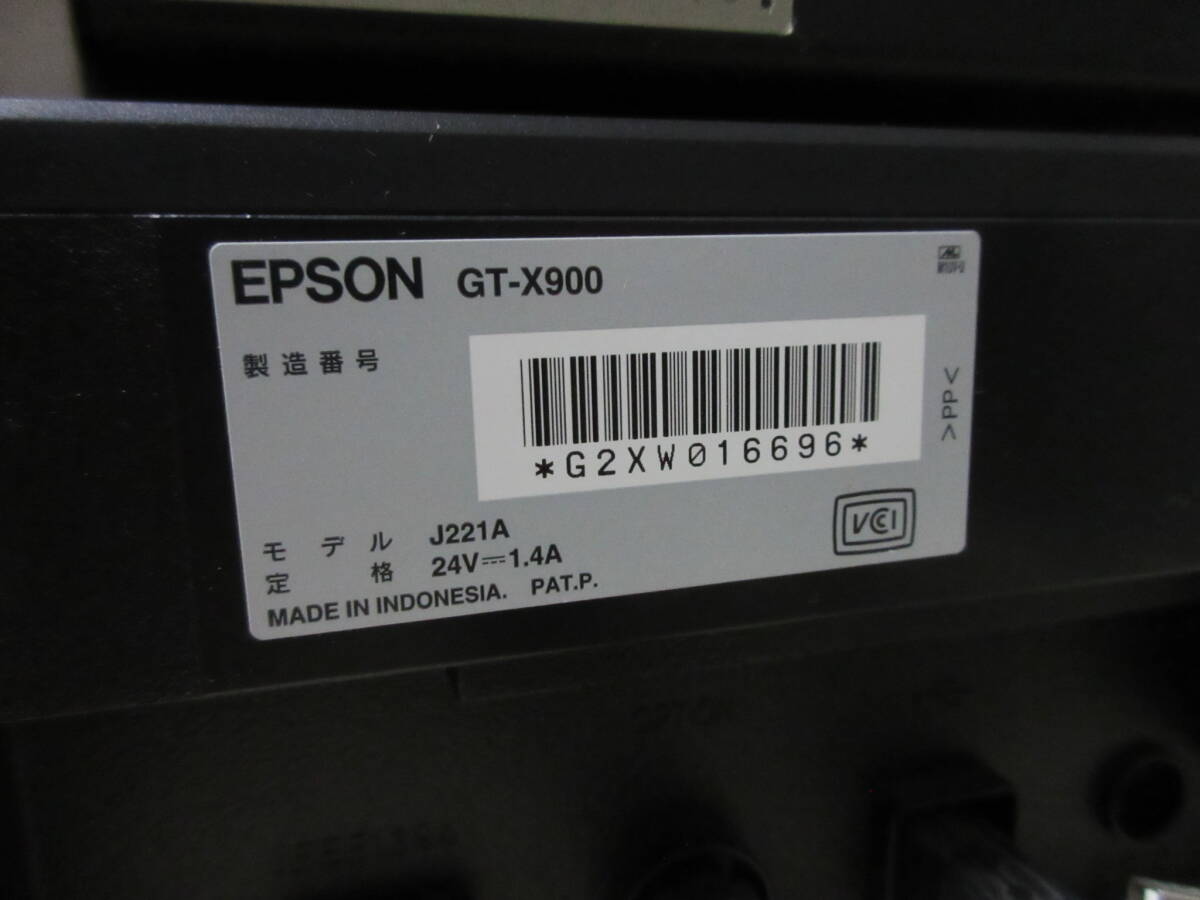 EPSON GT-X900
製造番号
*G2XW016696*
>PP<
モデル J221A
定格 24V⎓1.4A
VCCI
MADE IN INDONESIA. PAT.P.